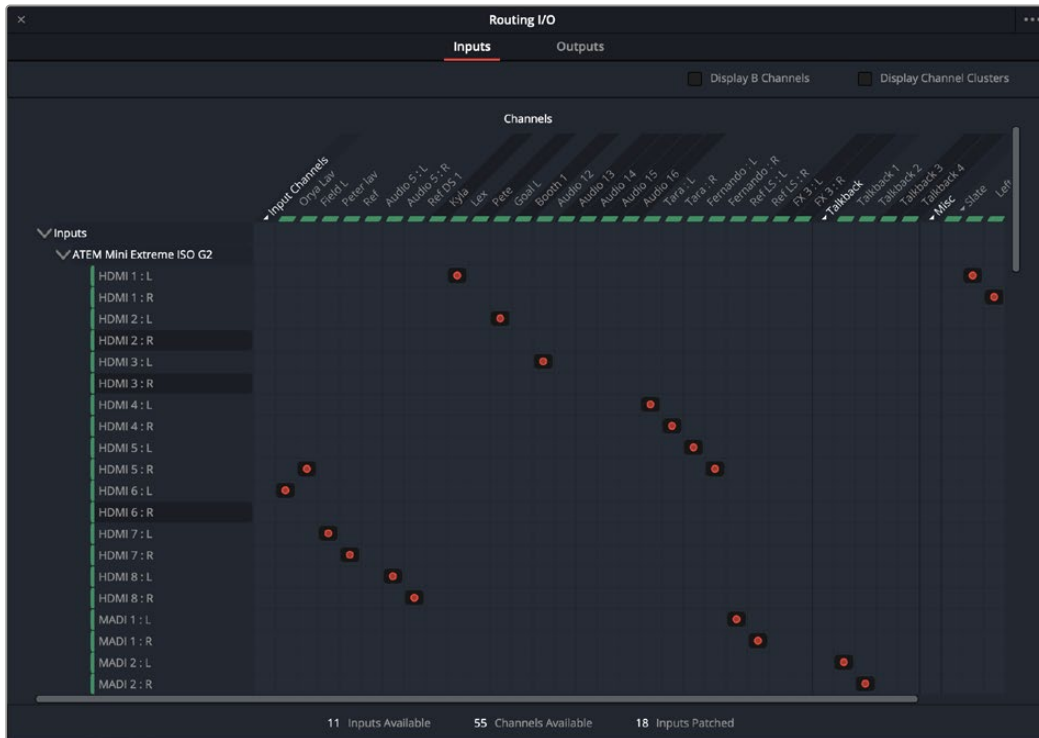 Routing I/O
Inputs Outputs
Display B Channels Display Channel Clusters
Channels
Input Channels
Orya Lav
Field L
Peter lav
Ref
Audio 5 : L
Audio 5 : R
Ref DS 1
Kyla
Lex
Pete
Goal L
Booth 1
Audio 12
Audio 13
Audio 14
Audio 15
Audio 16
Tara : L
Tara : R
Fernando : L
Fernando : R
Ref LS : L
Ref LS : R
FX 3 : L
FX 3 : R
Talkback
Talkback 1
Talkback 2
Talkback 3
Talkback 4
Misc
Slate
Left
Inputs
ATEM Mini Extreme ISO G2
HDMI 1 : L
HDMI 1 : R
HDMI 2 : L
HDMI 2 : R
HDMI 3 : L
HDMI 3 : R
HDMI 4 : L
HDMI 4 : R
HDMI 5 : L
HDMI 5 : R
HDMI 6 : L
HDMI 6 : R
HDMI 7 : L
HDMI 7 : R
HDMI 8 : L
HDMI 8 : R
MADI 1 : L
MADI 1 : R
MADI 2 : L
MADI 2 : R
11 Inputs Available 55 Channels Available 18 Inputs Patched